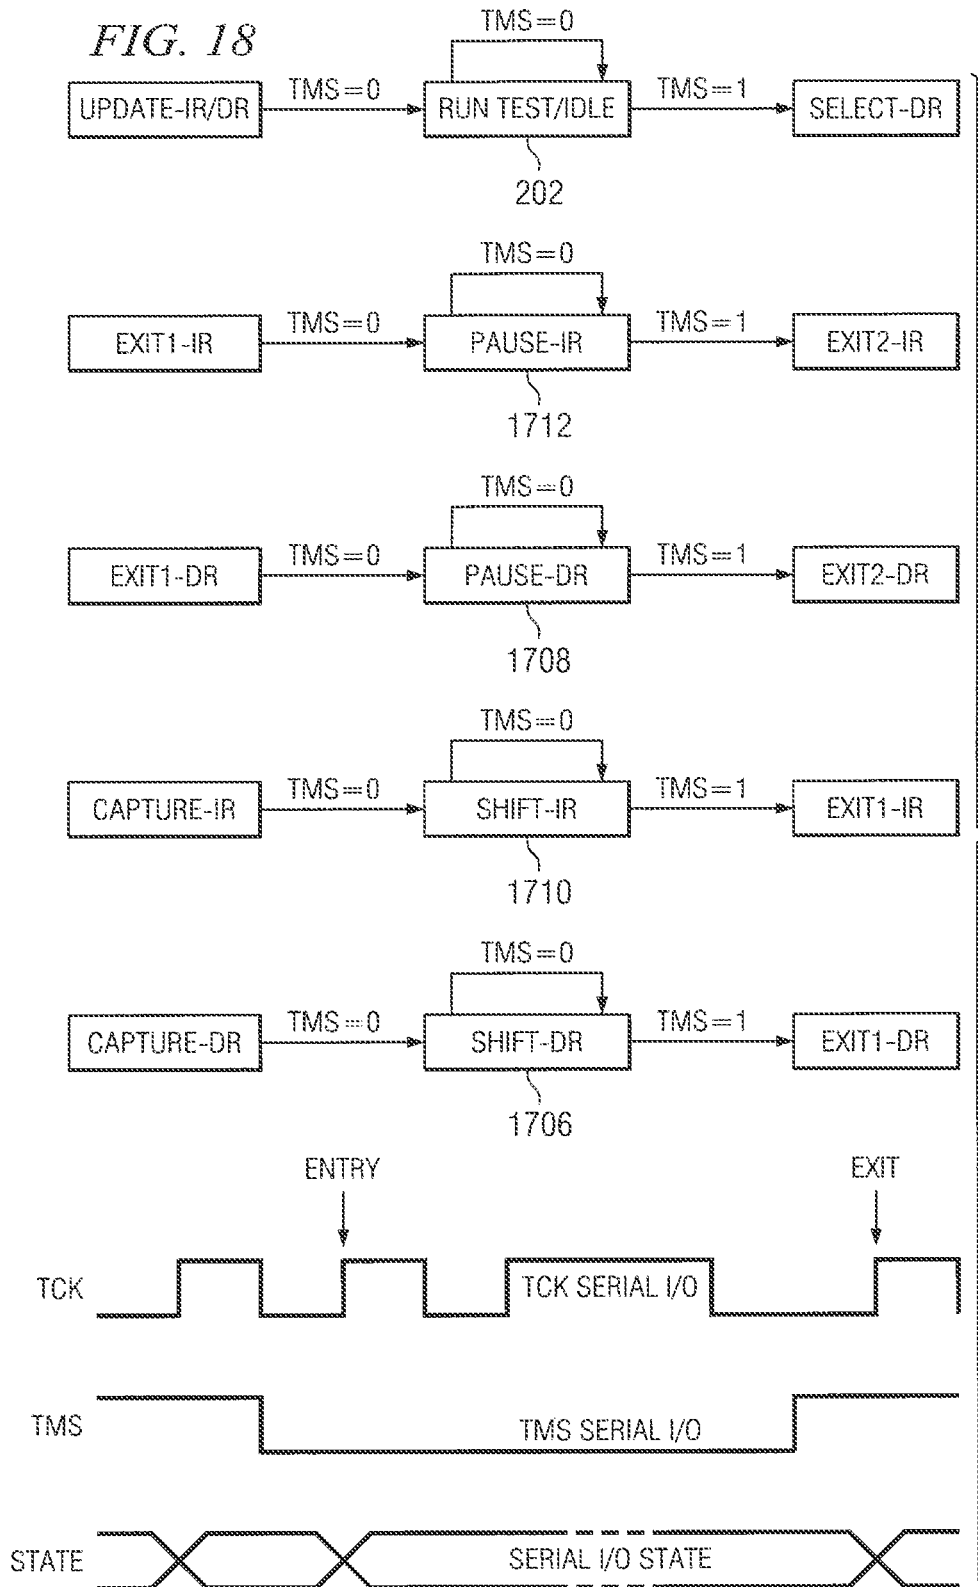 FIG. 18
TMS=0
UPDATE-IR/DR TMS=0 RUN TEST/IDLE TMS=1 SELECT-DR
202
TMS=0
EXIT1-IR TMS=0 PAUSE-IR TMS=1 EXIT2-IR
1712
TMS=0
EXIT1-DR TMS=0 PAUSE-DR TMS=1 EXIT2-DR
1708
TMS=0
CAPTURE-IR TMS=0 SHIFT-IR TMS=1 EXIT1-IR
1710
TMS=0
CAPTURE-DR TMS=0 SHIFT-DR TMS=1 EXIT1-DR
1706
ENTRY EXIT
TCK TCK SERIAL I/O
TMS TMS SERIAL I/O
STATE SERIAL I/O STATE